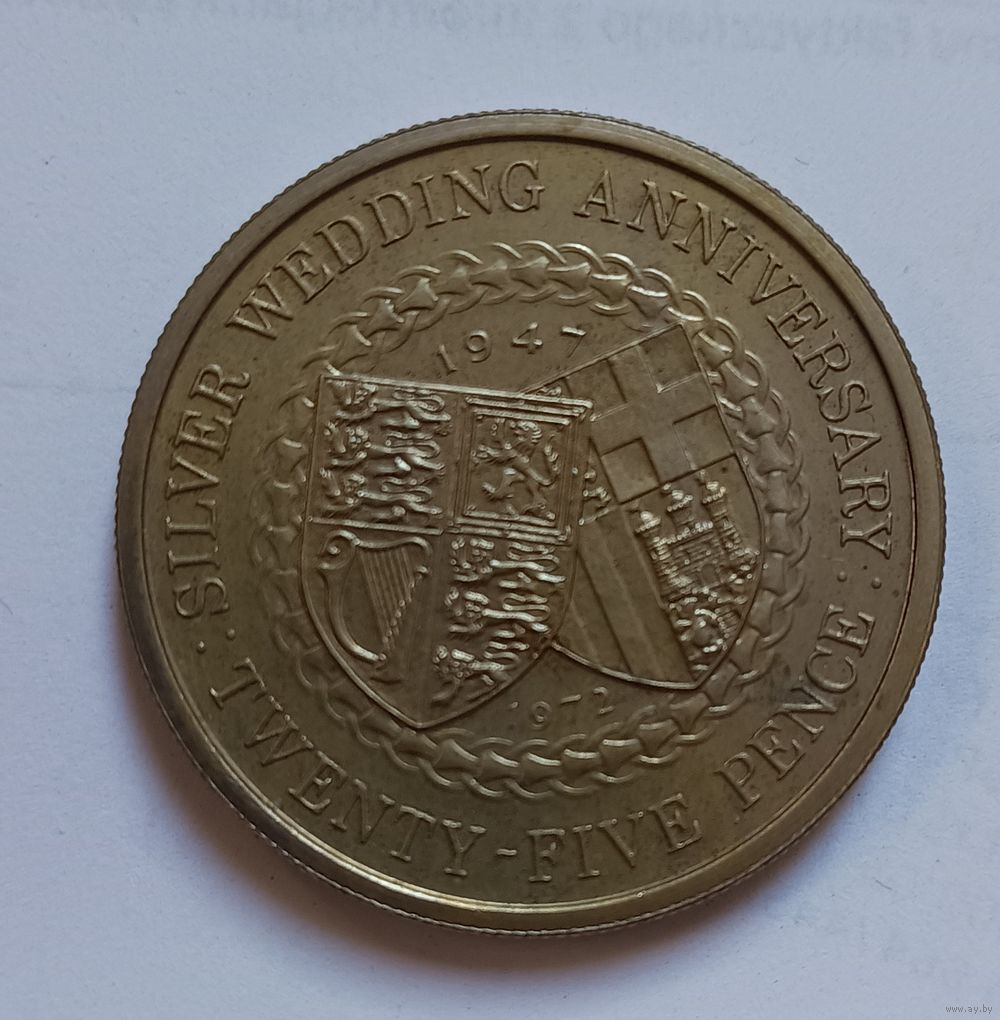 SILVER WEDDING ANNIVERSARY
1947
1972
TWENTY-FIVE PENCE
www.ay.by